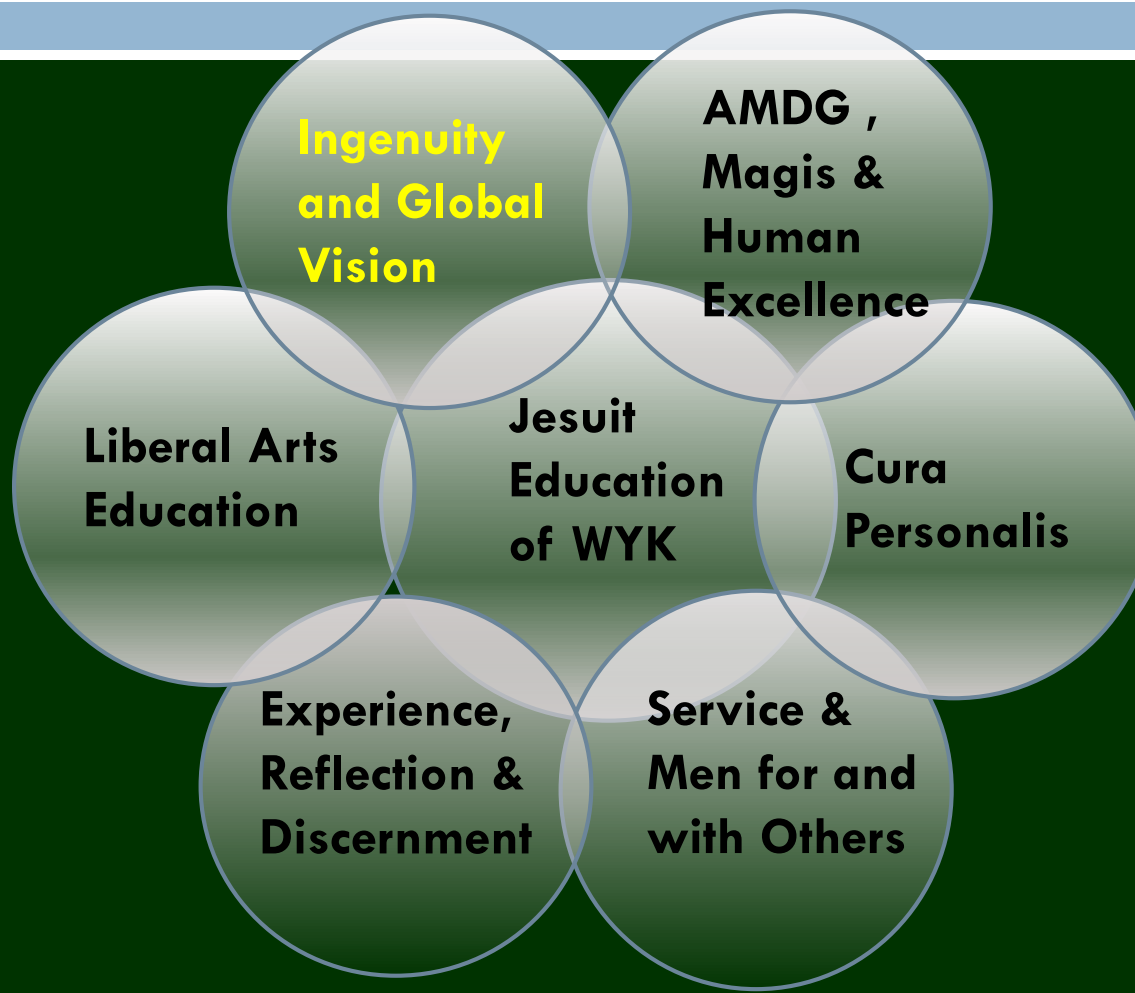 Ingenuity
and Global
Vision
AMDG ,
Magis &
Human
Excellence
Liberal Arts
Education
Jesuit
Education
of WYK
Cura
Personalis
Experience,
Reflection &
Discernment
Service &
Men for and
with Others